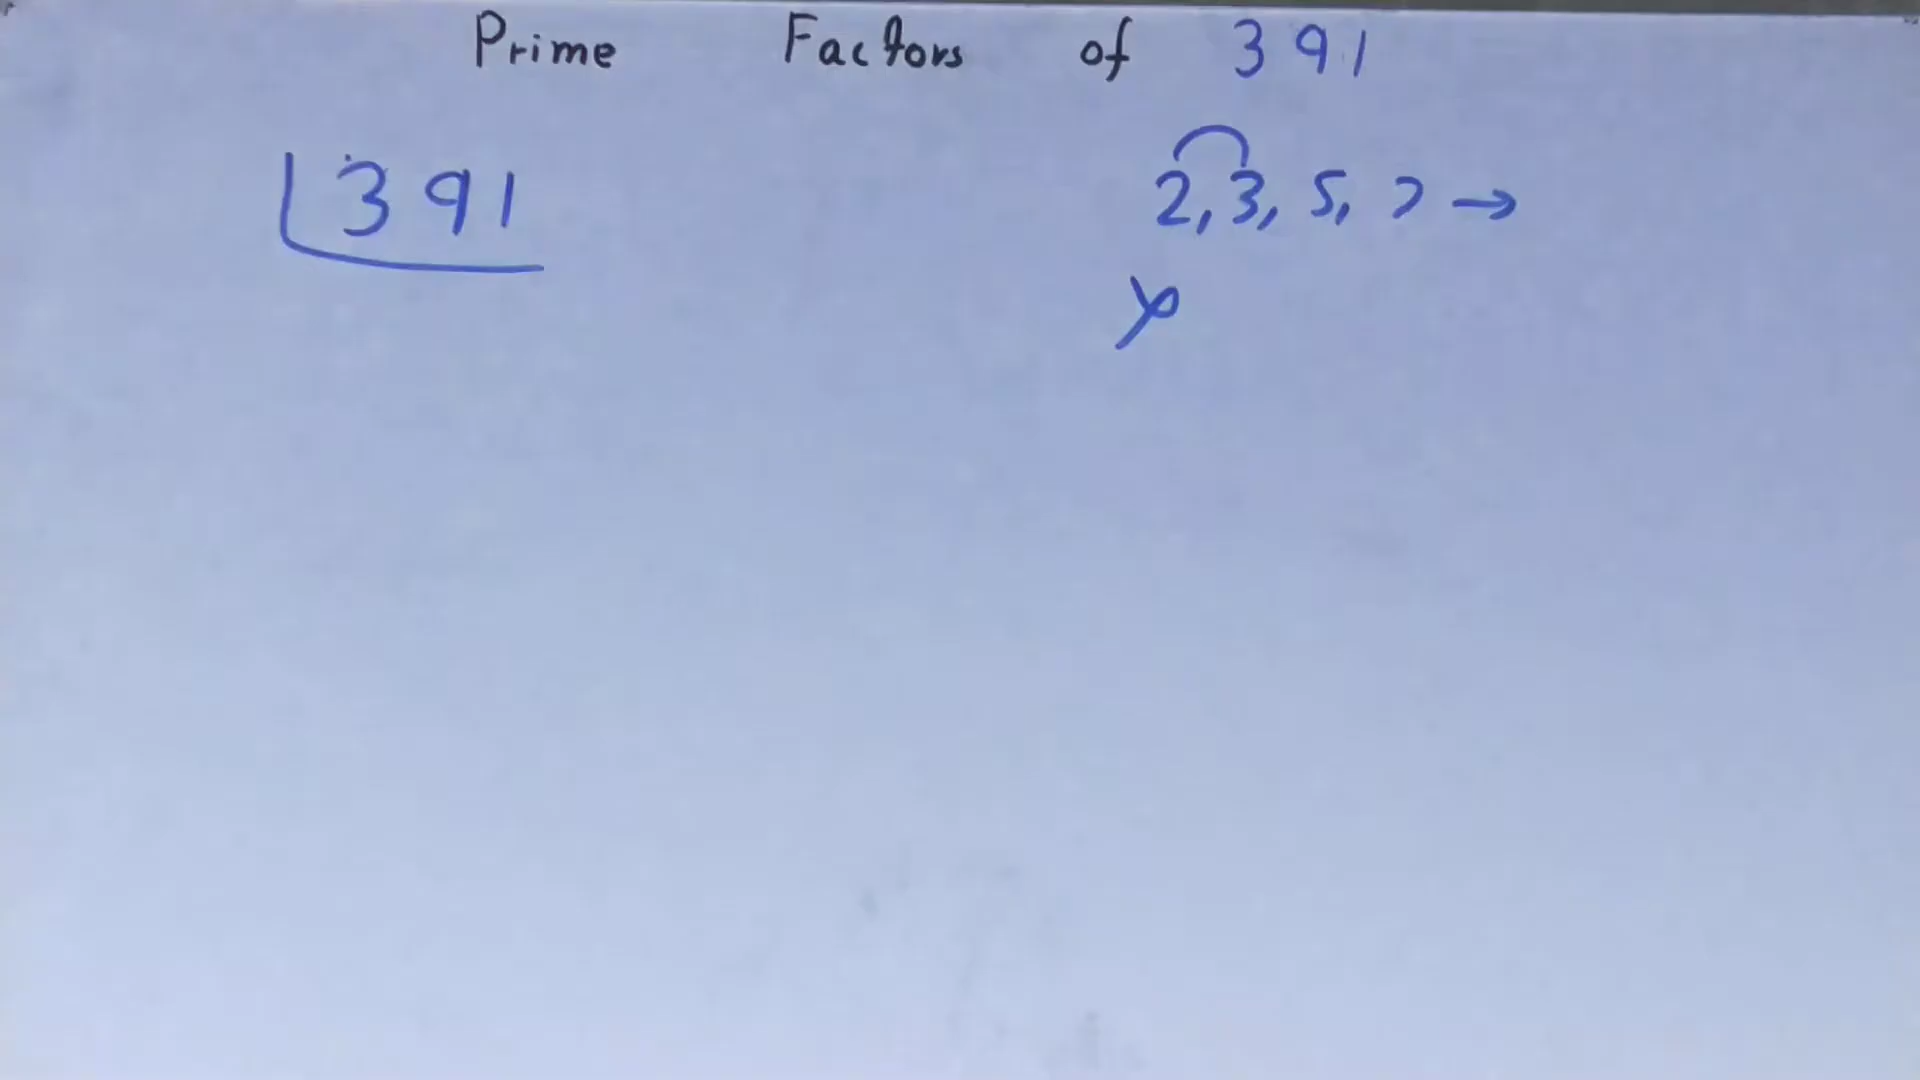 Prime Factors of 391
391
2, 3, 5, 7 →